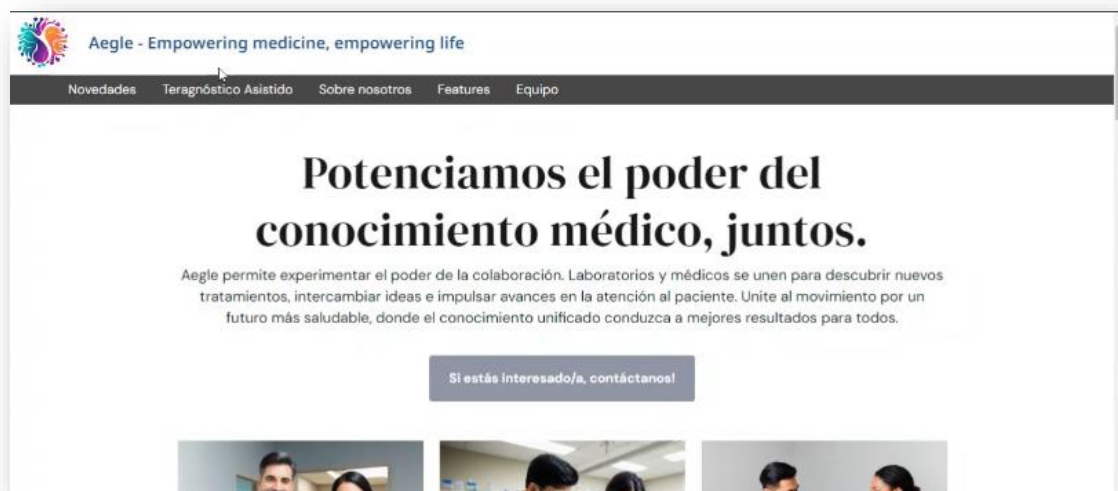 Aegle - Empowering medicine, empowering life
Novedades Teragnóstico Asistido Sobre nosotros Features Equipo
Potenciamos el poder del
conocimiento médico, juntos.
Aegle permite experimentar el poder de la colaboración. Laboratorios y médicos se unen para descubrir nuevos
tratamientos, intercambiar ideas e impulsar avances en la atención al paciente. Unite al movimiento por un
futuro más saludable, donde el conocimiento unificado conduzca a mejores resultados para todos.
Si estás interesado/a, contáctanos!